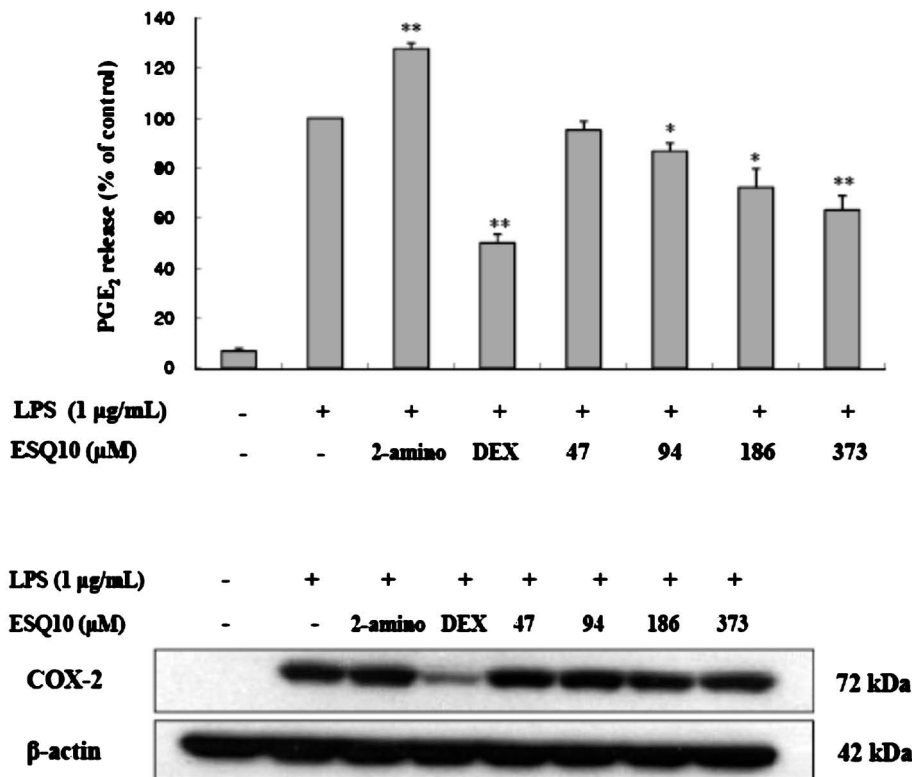 140
120
100
80
60
40
20
0
PGE₂ release (% of control)
** ** * * **
LPS (1 μg/mL) - + + + + + + +
ESQ10 (μM) - - 2-amino DEX 47 94 186 373
LPS (1 μg/mL) - + + + + + + +
ESQ10 (μM) - - 2-amino DEX 47 94 186 373
COX-2 72 kDa
β-actin 42 kDa